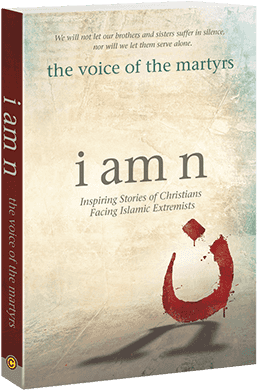 We will not let our brothers and sisters suffer in silence,
nor will we let them serve alone.
the voice of the martyrs
i am n
Inspiring Stories of Christians
Facing Islamic Extremists
ن
i am n
the voice of the martyrs